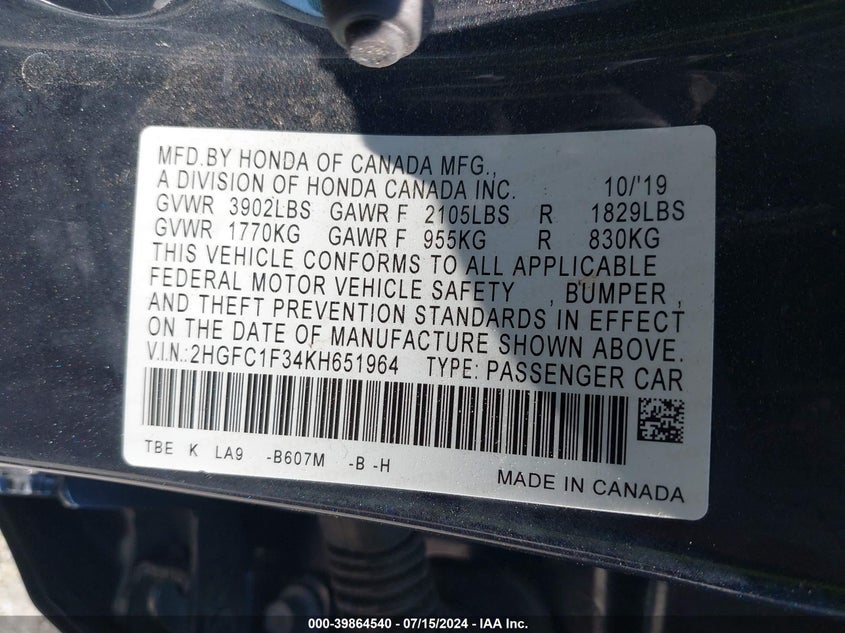 MFD.BY HONDA OF CANADA MFG.,
A DIVISION OF HONDA CANADA INC. 10/'19
GVWR 3902LBS GAWR F 2105LBS R 1829LBS
GVWR 1770KG GAWR F 955KG R 830KG
THIS VEHICLE CONFORMS TO ALL APPLICABLE
FEDERAL MOTOR VEHICLE SAFETY , BUMPER ,
AND THEFT PREVENTION STANDARDS IN EFFECT
ON THE DATE OF MANUFACTURE SHOWN ABOVE.
V.I.N.:2HGFC1F34KH651964 TYPE: PASSENGER CAR
TBE K LA9 -B607M -B -H
MADE IN CANADA
000-39864540 - 07/15/2024 - IAA Inc.